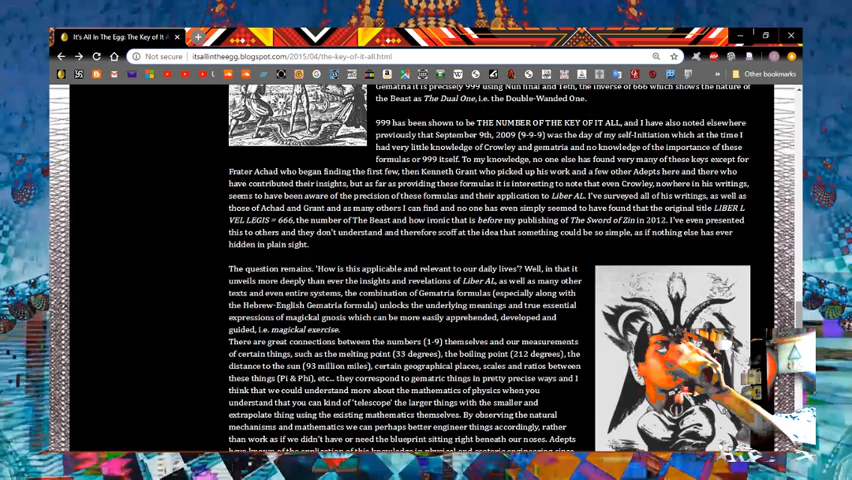 It's All In The Egg: The Key of It A
Not secure
itsallintheegg.blogspot.com/2015/04/the-key-of-it-all.html
Other bookmarks
Gematria it is precisely 999 using Nun final and Teth, the inverse of 666 which shows the nature of
the Beast as The Dual One, i.e. the Double-Wanded One.
999 has been shown to be THE NUMBER OF THE KEY OF IT ALL, and I have also noted elsewhere
previously that September 9th, 2009 (9-9-9) was the day of my self-Initiation which at the time I
had very little knowledge of Crowley and gematria and no knowledge of the importance of these
formulas or 999 itself. To my knowledge, no one else has found very many of these keys except for
Frater Achad who began finding the first few, then Kenneth Grant who picked up his work and a few other Adepts here and there who
have contributed their insights, but as far as providing these formulas it is interesting to note that even Crowley, nowhere in his writings,
seems to have been aware of the precision of these formulas and their application to Liber AL. I've surveyed all of his writings, as well as
those of Achad and Grant and as many others I can find and no one has even simply seemed to have found that the original title LIBER L
VEL LEGIS = 666, the number of The Beast and how ironic that is before my publishing of The Sword of Zin in 2012. I've even presented
this to others and they don't understand and therefore scoff at the idea that something could be so simple, as if nothing else has ever been
hidden in plain sight.
The question remains. 'How is this applicable and relevant to our daily lives'? Well, in that it
unveils more deeply than ever the insights and revelations of Liber AL, as well as many other
texts and even entire systems, the combination of Gematria formulas (especially along with
the Hebrew-English Gematria formula) unlocks the underlying meanings and true essential
expressions of magickal gnosis which can be more easily apprehended, developed and
guided, i.e. magickal exercise.
There are great connections between the numbers (1-9) themselves and our measurements
of certain things, such as the melting point (33 degrees), the boiling point (212 degrees), the
distance to the sun (93 million miles), certain geographical places, scales and ratios between
these things (Pi & Phi), etc.. they correspond to gematric things in pretty precise ways and I
think that we could understand more about the mathematics of physics when you
understand that you can kind of 'telescope' the larger things with the smaller and
extrapolate thing using the existing mathematics themselves. By observing the natural
mechanisms and mathematics we can perhaps better engineer things accordingly, rather
than work as if we didn't have or need the blueprint sitting right beneath our noses. Adepts
have known of the application of this knowledge in physical and esoteric engineering since